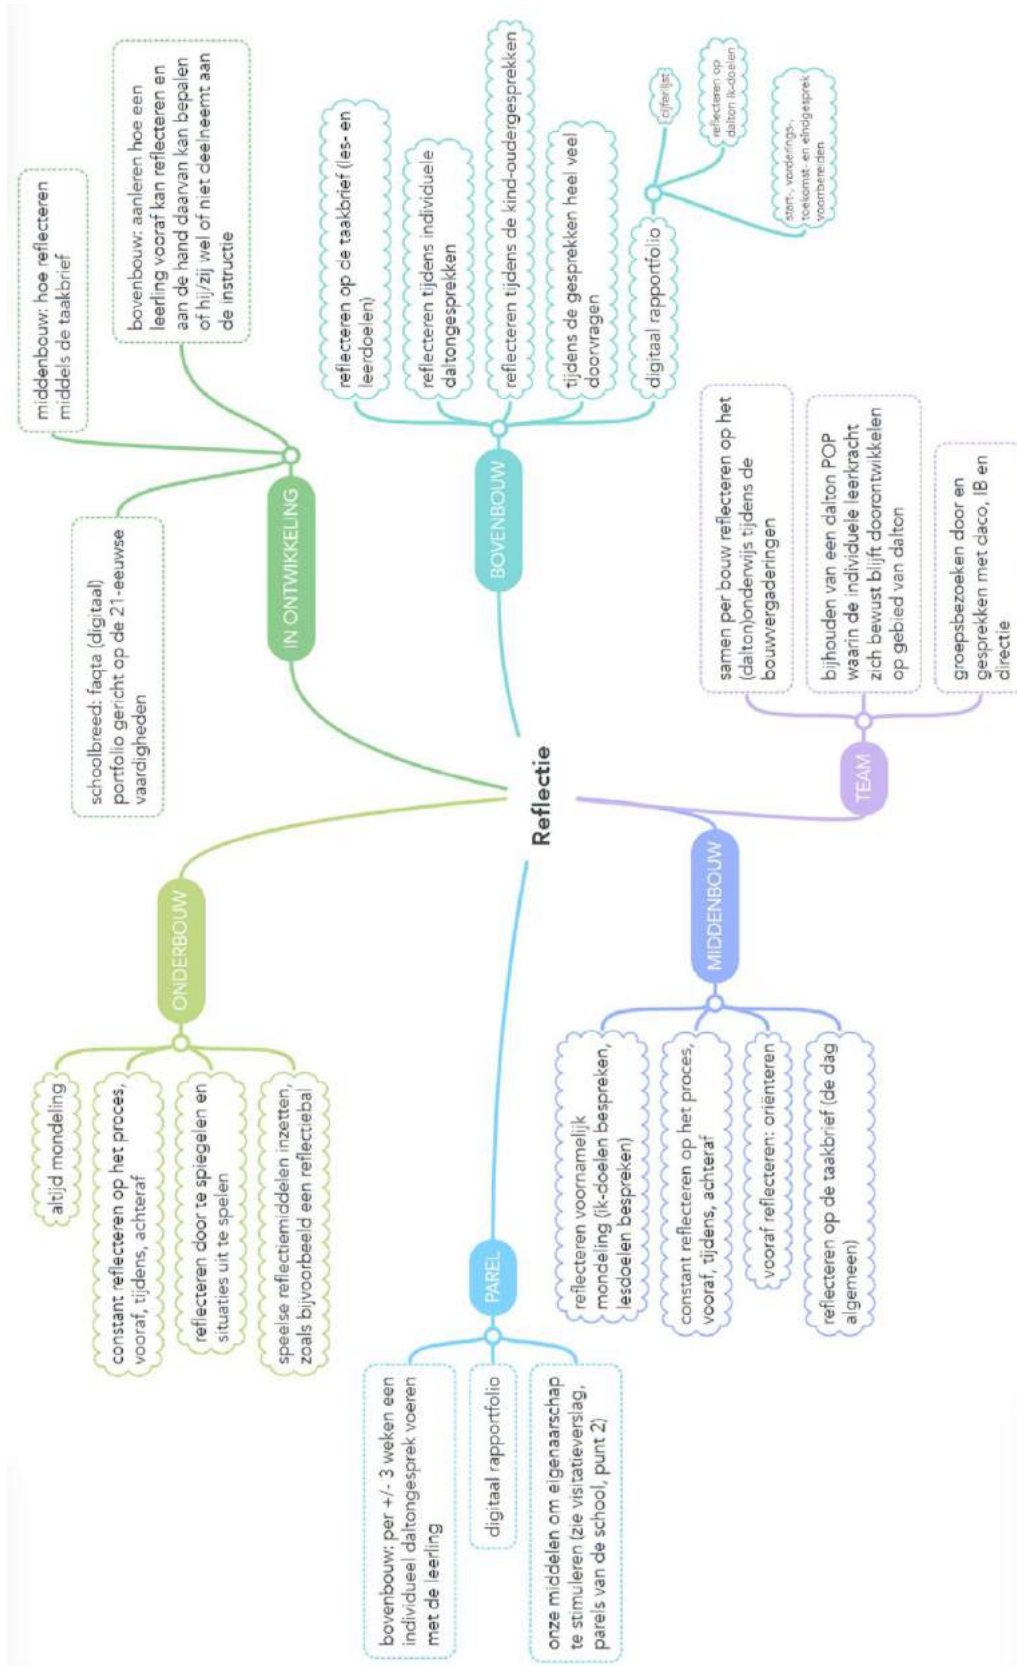 Reflectie
ONDERBOUW
altijd mondeling
constant reflecteren op het proces,
vooraf, tijdens, achteraf
reflecteren door te spiegelen en
situaties uit te spelen
speelse reflectiemiddelen inzetten,
zoals bijvoorbeeld een reflectiebal
IN ONTWIKKELING
schoolbreed: faqta (digitaal)
portfolio gericht op de 21-eeuwse
vaardigheden
middenbouw: hoe reflecteren
middels de taakbrief
bovenbouw: aanleren hoe een
leerling vooraf kan reflecteren en
aan de hand daarvan kan bepalen
of hij/zij wel of niet deelneemt aan
de instructie
PAREL
bovenbouw: per +/- 3 weken een
individueel daltongesprek voeren
met de leerling
digitaal rapportfolio
onze middelen om eigenaarschap
te stimuleren (zie visitatieverslag,
parels van de school, punt 2)
BOVENBOUW
reflecteren op de taakbrief (les- en
leerdoelen)
reflecteren tijdens individuele
daltongesprekken
reflecteren tijdens de kind-oudergesprekken
tijdens de gesprekken heel veel
doorvragen
digitaal rapportfolio
cijferlijst
reflecteren op
dalton ik-doelen
start-, vorderings-,
toekomst- en eindgesprek
voorbereiden
MIDDENBOUW
reflecteren voornamelijk
mondeling (ik-doelen bespreken,
lesdoelen bespreken)
constant reflecteren op het proces,
vooraf, tijdens, achteraf
vooraf reflecteren: oriënteren
reflecteren op de taakbrief (de dag
algemeen)
TEAM
samen per bouw reflecteren op het
(dalton)onderwijs tijdens de
bouwvergaderingen
bijhouden van een dalton POP
waarin de individuele leerkracht
zich bewust blijft doorontwikkelen
op gebied van dalton
groepsbezoeken door en
gesprekken met daco, IB en
directie